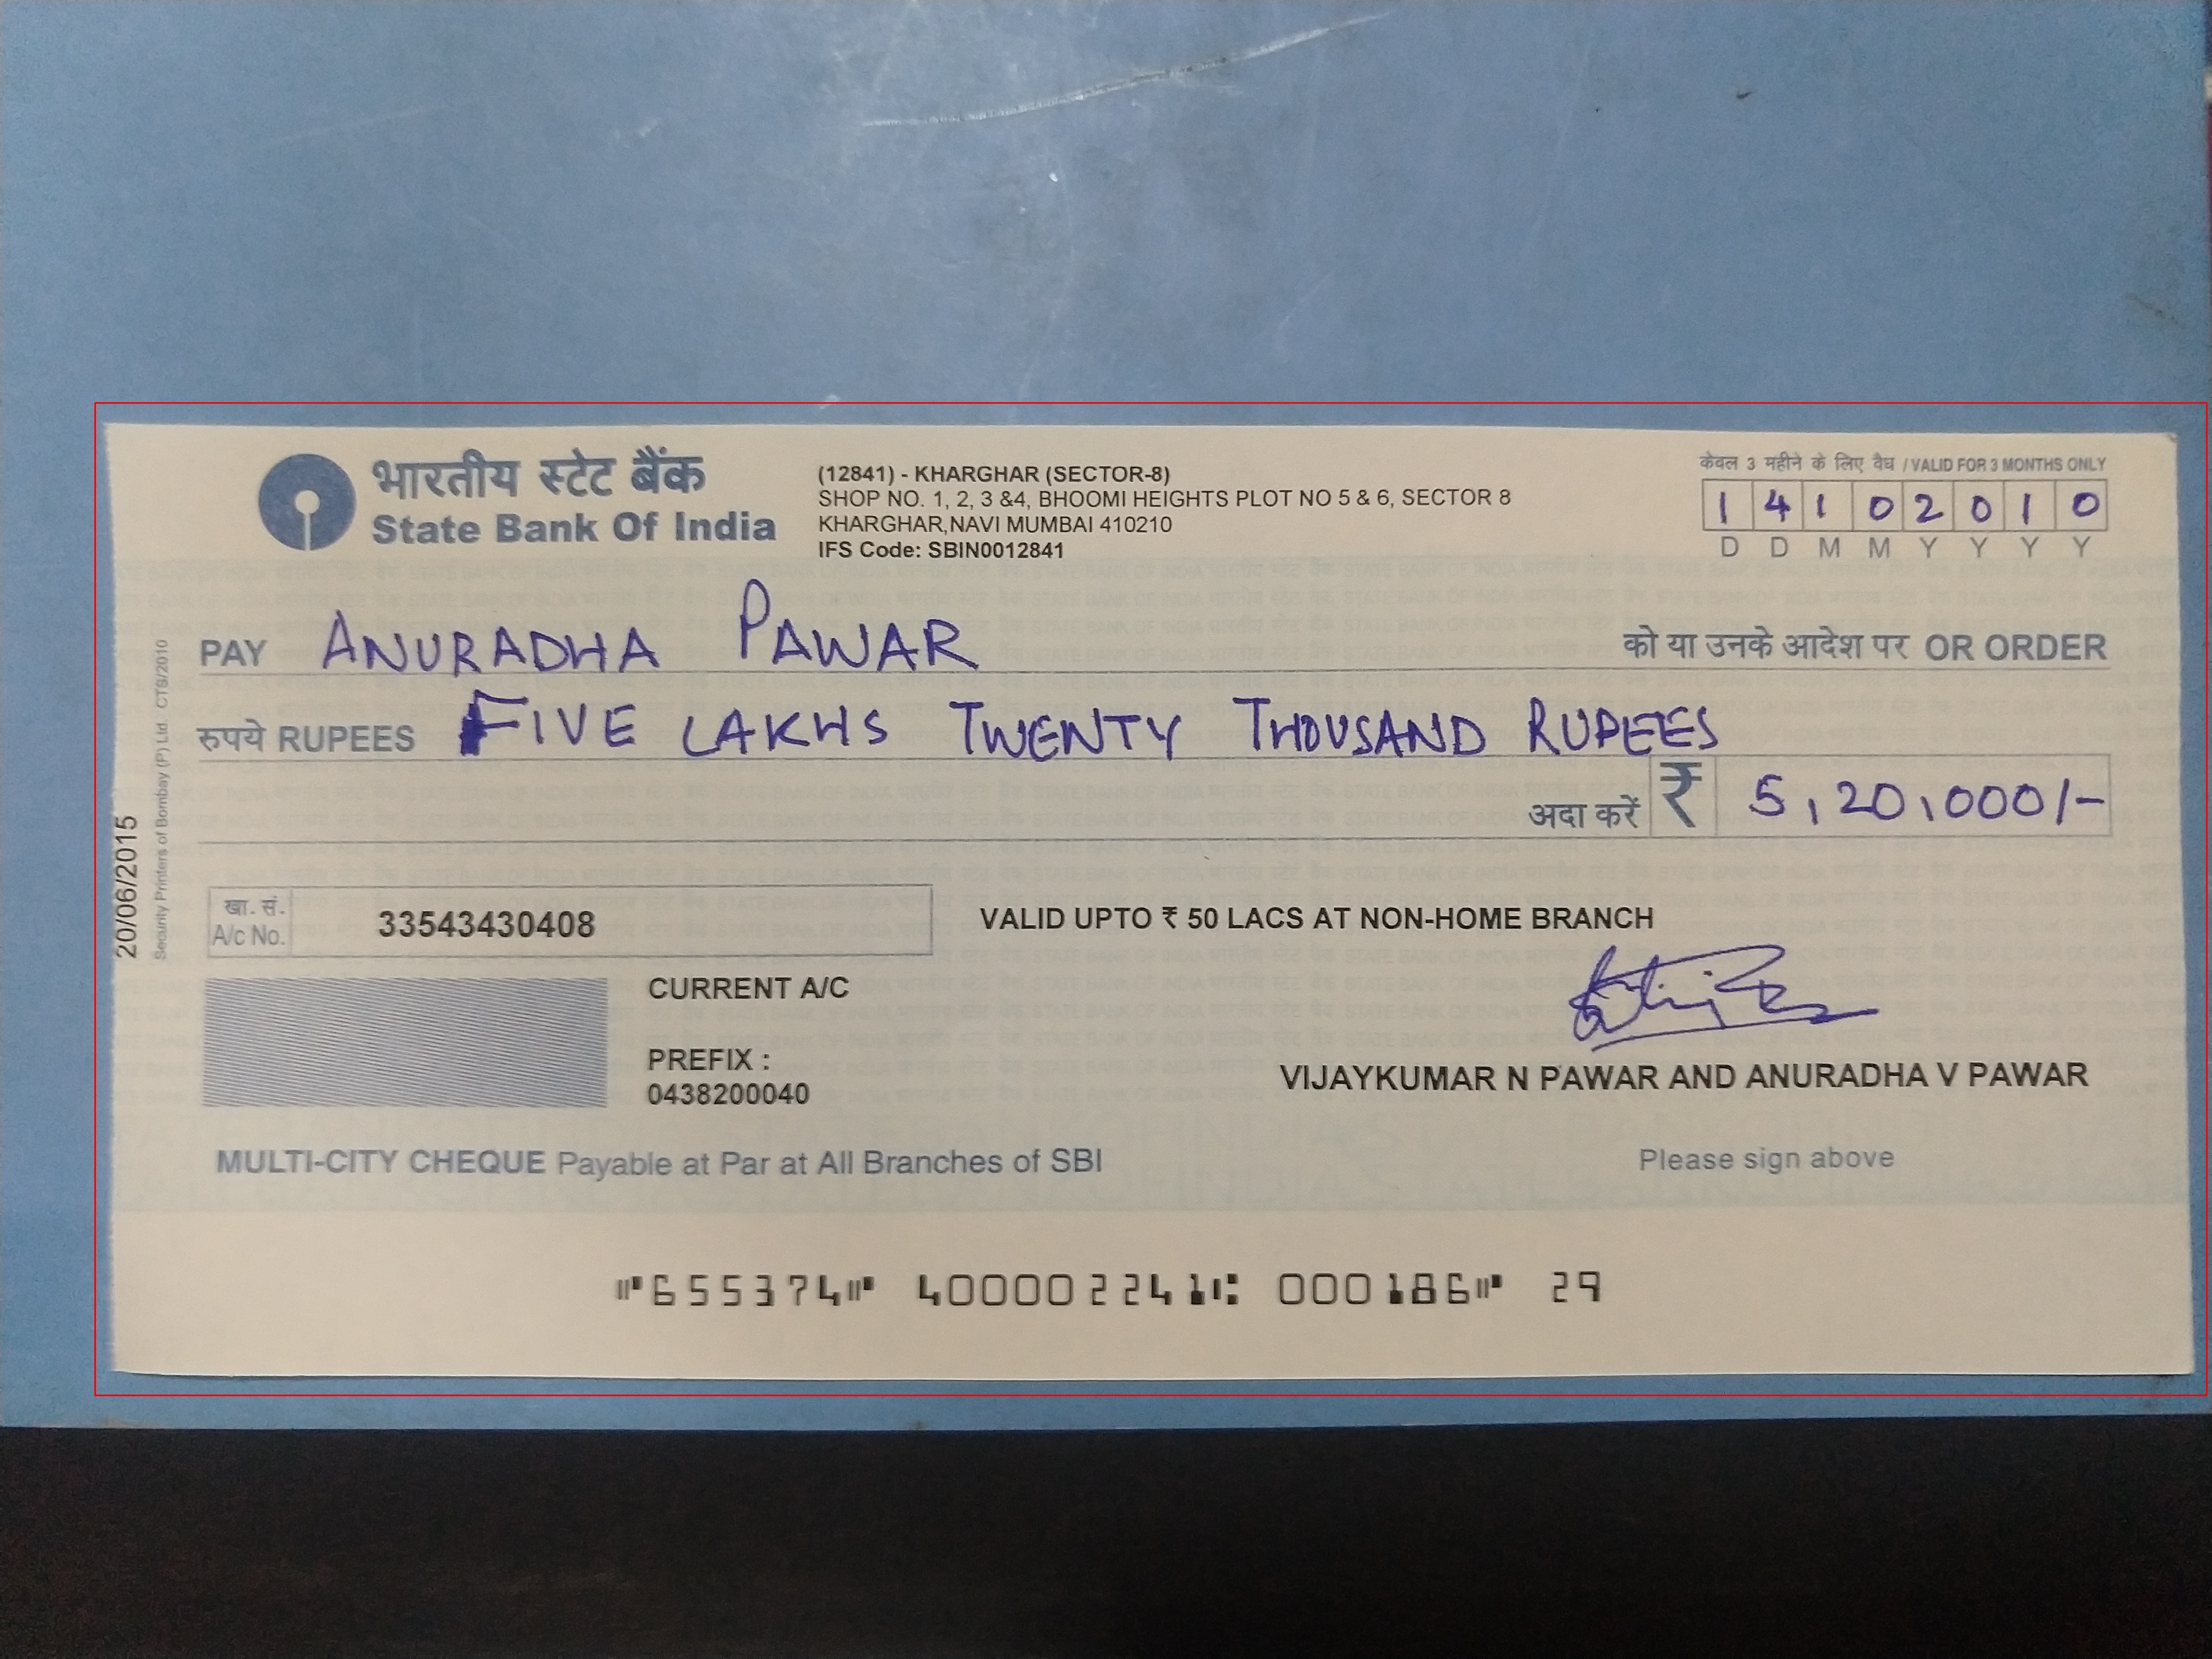 भारतीय स्टेट बैंक
State Bank Of India
(12841) - KHARGHAR (SECTOR-8)
SHOP NO. 1, 2, 3 &4, BHOOMI HEIGHTS PLOT NO 5 & 6, SECTOR 8
KHARGHAR,NAVI MUMBAI 410210
IFS Code: SBIN0012841
केवल 3 महीने के लिए वैध / VALID FOR 3 MONTHS ONLY
1 4 1 0 2 0 1 0
D D M M Y Y Y Y
PAY ANURADHA PAWAR को या उनके आदेश पर OR ORDER
रुपये RUPEES FIVE LAKHS TWENTY THOUSAND RUPEES
अदा करें ₹ 5,20,000/-
20/06/2015
Security Printers of Bombay (P) Ltd. CTS/2010
खा. सं.
A/c No. 33543430408
VALID UPTO ₹ 50 LACS AT NON-HOME BRANCH
CURRENT A/C
PREFIX :
0438200040
VIJAYKUMAR N PAWAR AND ANURADHA V PAWAR
MULTI-CITY CHEQUE Payable at Par at All Branches of SBI
Please sign above
⑈655374⑈ 400002241⑆ 000186⑈ 29